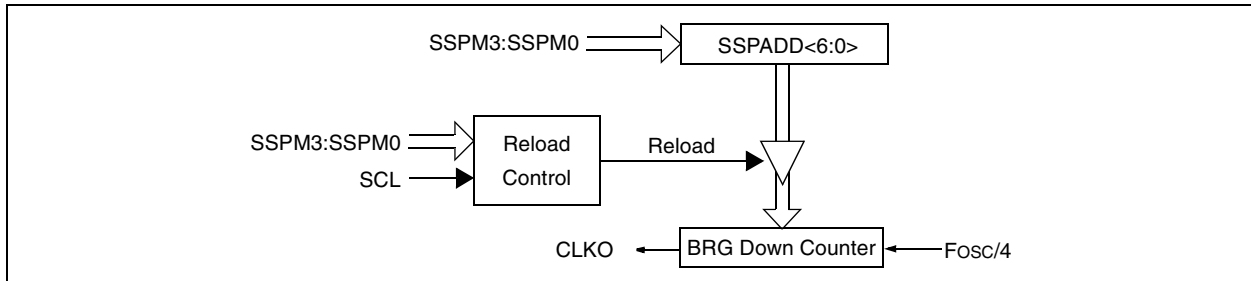 SSPM3:SSPM0
SSPADD<6:0>
SSPM3:SSPM0
SCL
Reload
Control
Reload
CLKO
BRG Down Counter
FOSC/4